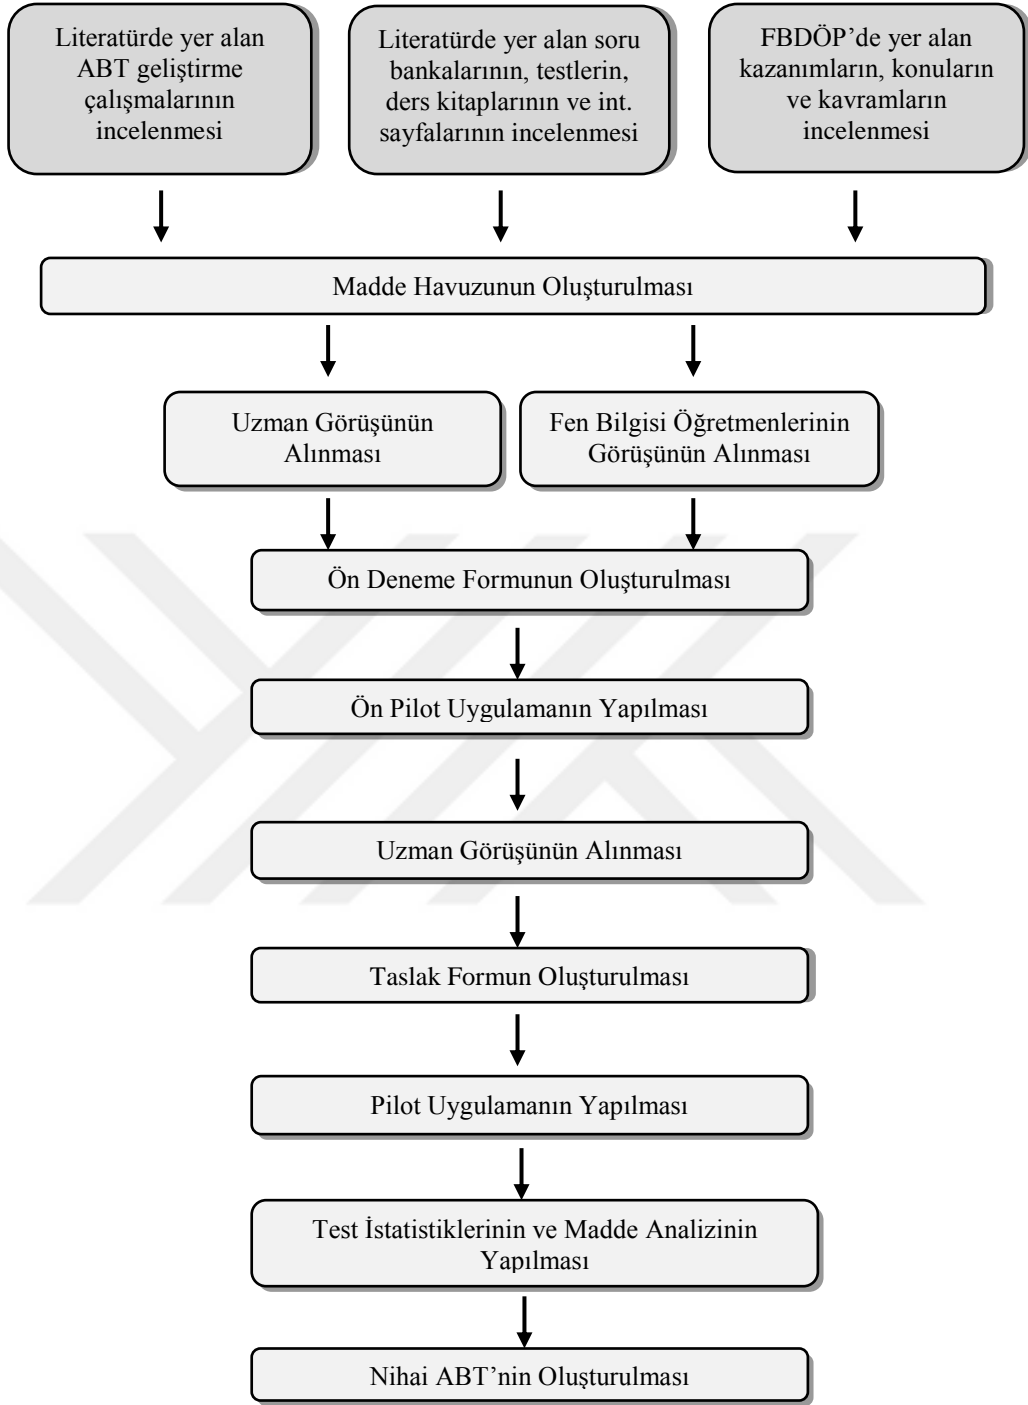 Literatürde yer alan
ABT geliştirme
çalışmalarının
incelenmesi
Literatürde yer alan soru
bankalarının, testlerin,
ders kitaplarının ve int.
sayfalarının incelenmesi
FBDÖP’de yer alan
kazanımların, konuların
ve kavramların
incelenmesi
Madde Havuzunun Oluşturulması
Uzman Görüşünün
Alınması
Fen Bilgisi Öğretmenlerinin
Görüşünün Alınması
Ön Deneme Formunun Oluşturulması
Ön Pilot Uygulamanın Yapılması
Uzman Görüşünün Alınması
Taslak Formun Oluşturulması
Pilot Uygulamanın Yapılması
Test İstatistiklerinin ve Madde Analizinin
Yapılması
Nihai ABT’nin Oluşturulması